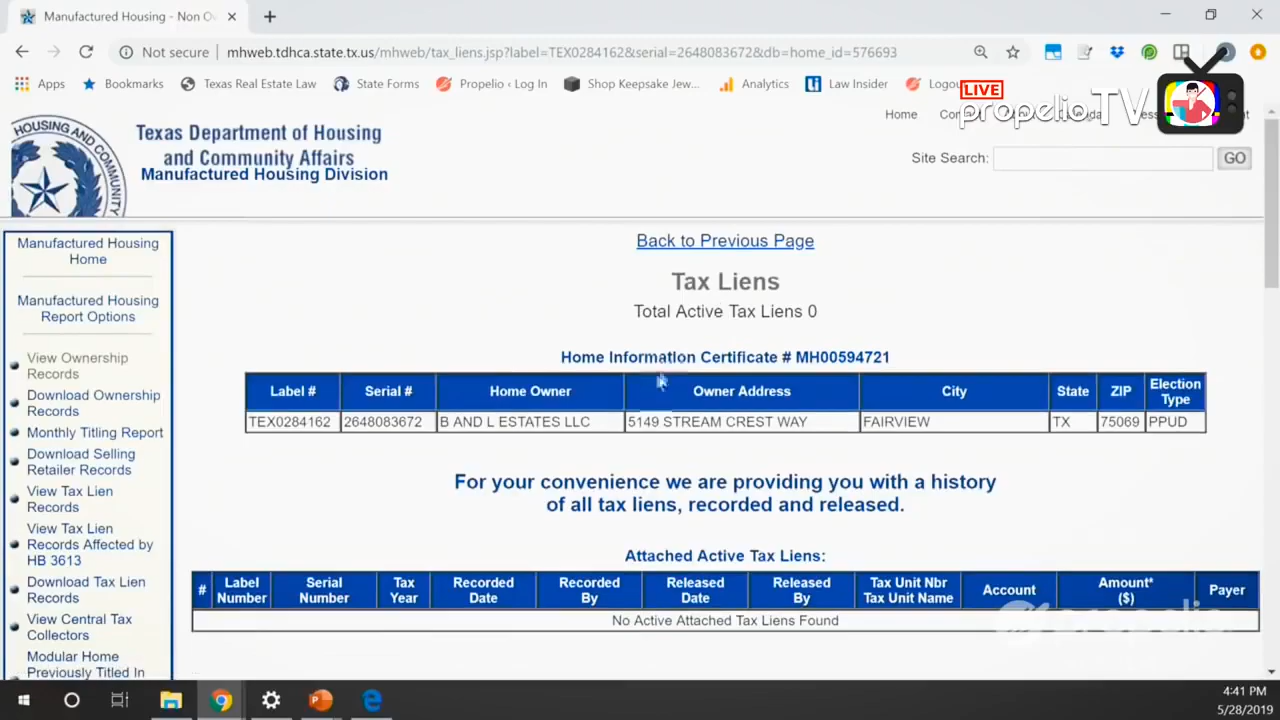 Manufactured Housing - Non Ow
Not secure | mhweb.tdhca.state.tx.us/mhweb/tax_liens.jsp?label=TEX0284162&serial=2648083672&db=home_id=576693
Apps Bookmarks Texas Real Estate Law State Forms Propelio - Log In Shop Keepsake Jew... Analytics Law Insider Logou
LIVE
propelioTV
HOUSING AND COMMUNITY
Texas Department of Housing
and Community Affairs
Manufactured Housing Division
Home
Site Search: GO
Manufactured Housing
Home
Manufactured Housing
Report Options
View Ownership
Records
Download Ownership
Records
Monthly Titling Report
Download Selling
Retailer Records
View Tax Lien
Records
View Tax Lien
Records Affected by
HB 3613
Download Tax Lien
Records
View Central Tax
Collectors
Modular Home
Previously Titled In
Back to Previous Page
Tax Liens
Total Active Tax Liens 0
Home Information Certificate # MH00594721
Label # Serial # Home Owner Owner Address City State ZIP Election Type
TEX0284162 2648083672 B AND L ESTATES LLC 5149 STREAM CREST WAY FAIRVIEW TX 75069 PPUD
For your convenience we are providing you with a history
of all tax liens, recorded and released.
Attached Active Tax Liens:
# Label Number Serial Number Tax Year Recorded Date Recorded By Released Date Released By Tax Unit Nbr Tax Unit Name Account Amount* ($) Payer
No Active Attached Tax Liens Found
propelio
4:41 PM
5/28/2019